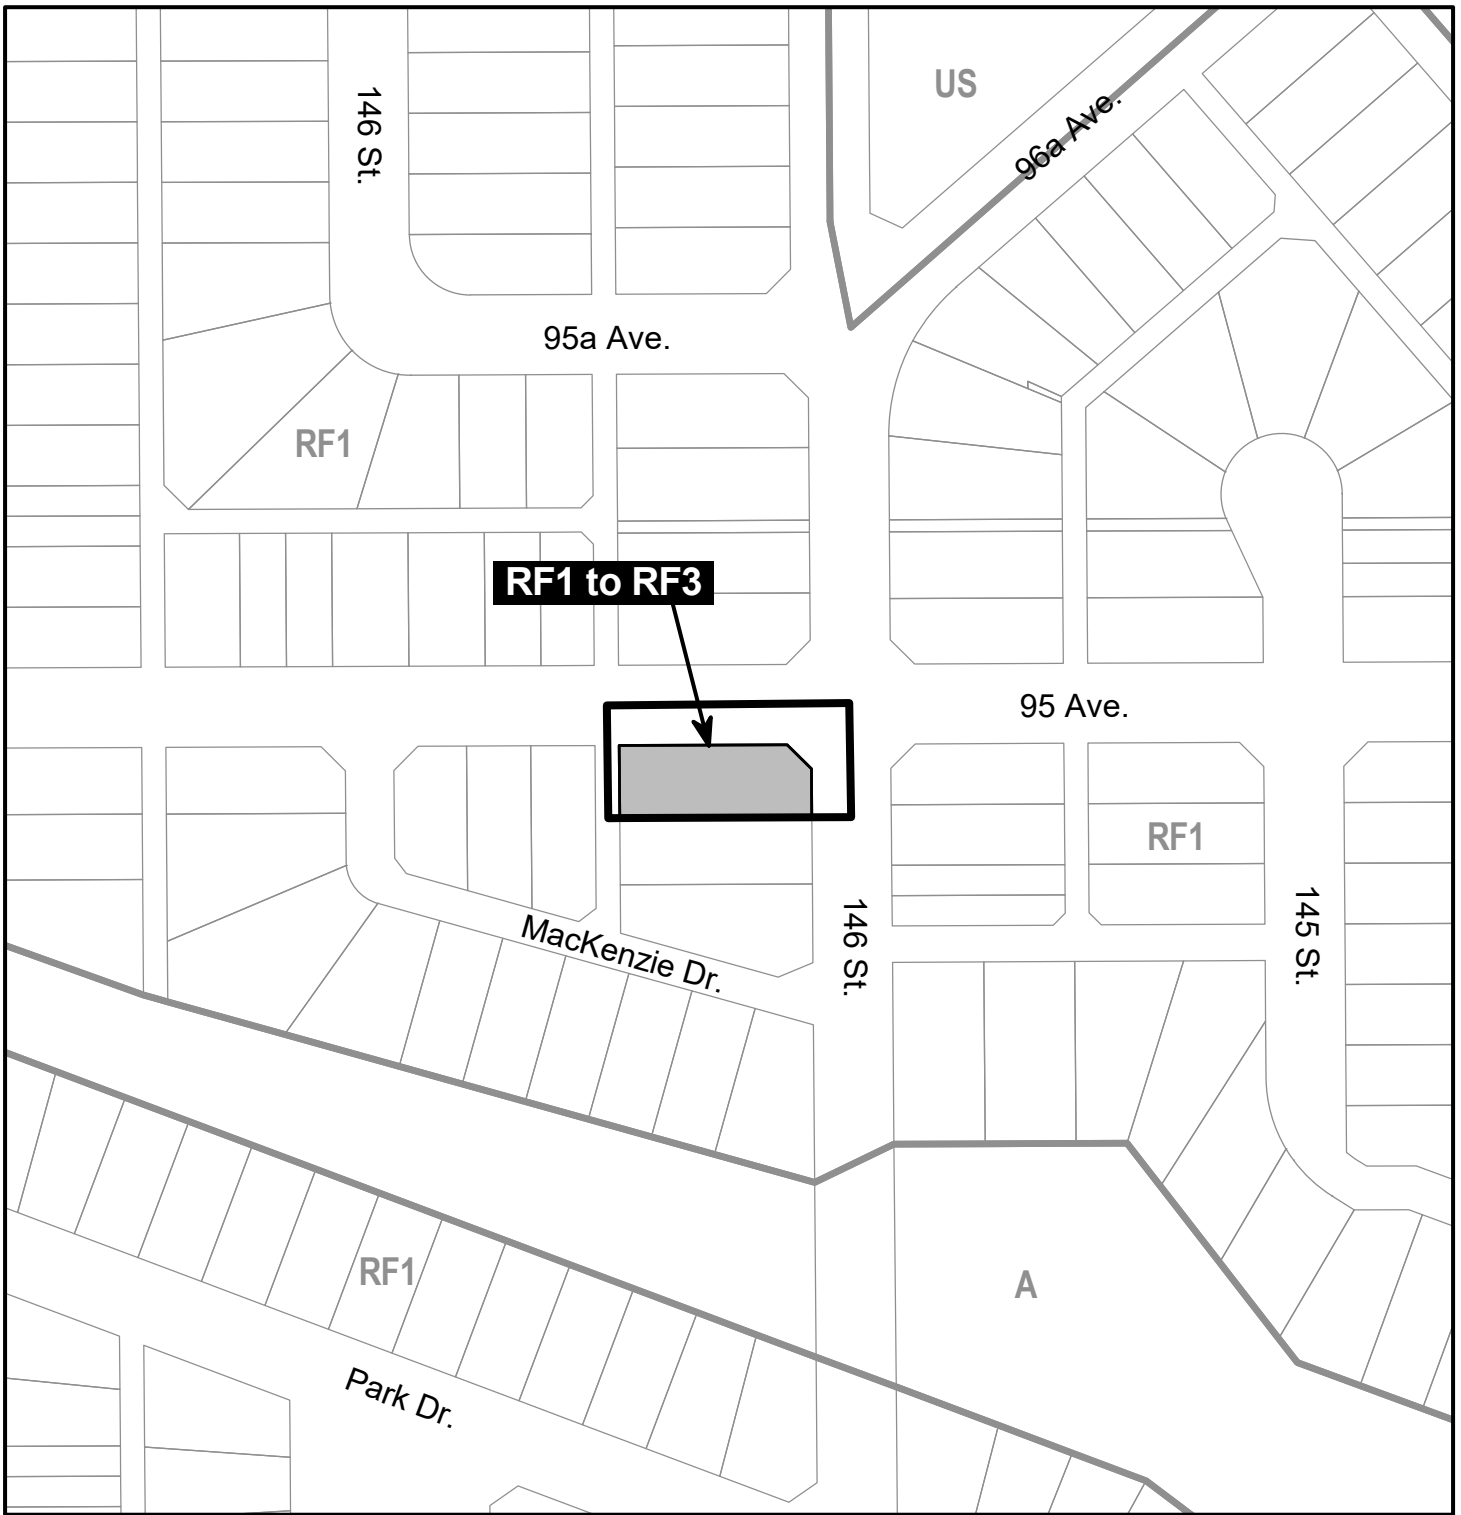 US
146 St.
96a Ave.
95a Ave.
RF1
RF1 to RF3
95 Ave.
RF1
146 St.
145 St.
MacKenzie Dr.
RF1
A
Park Dr.